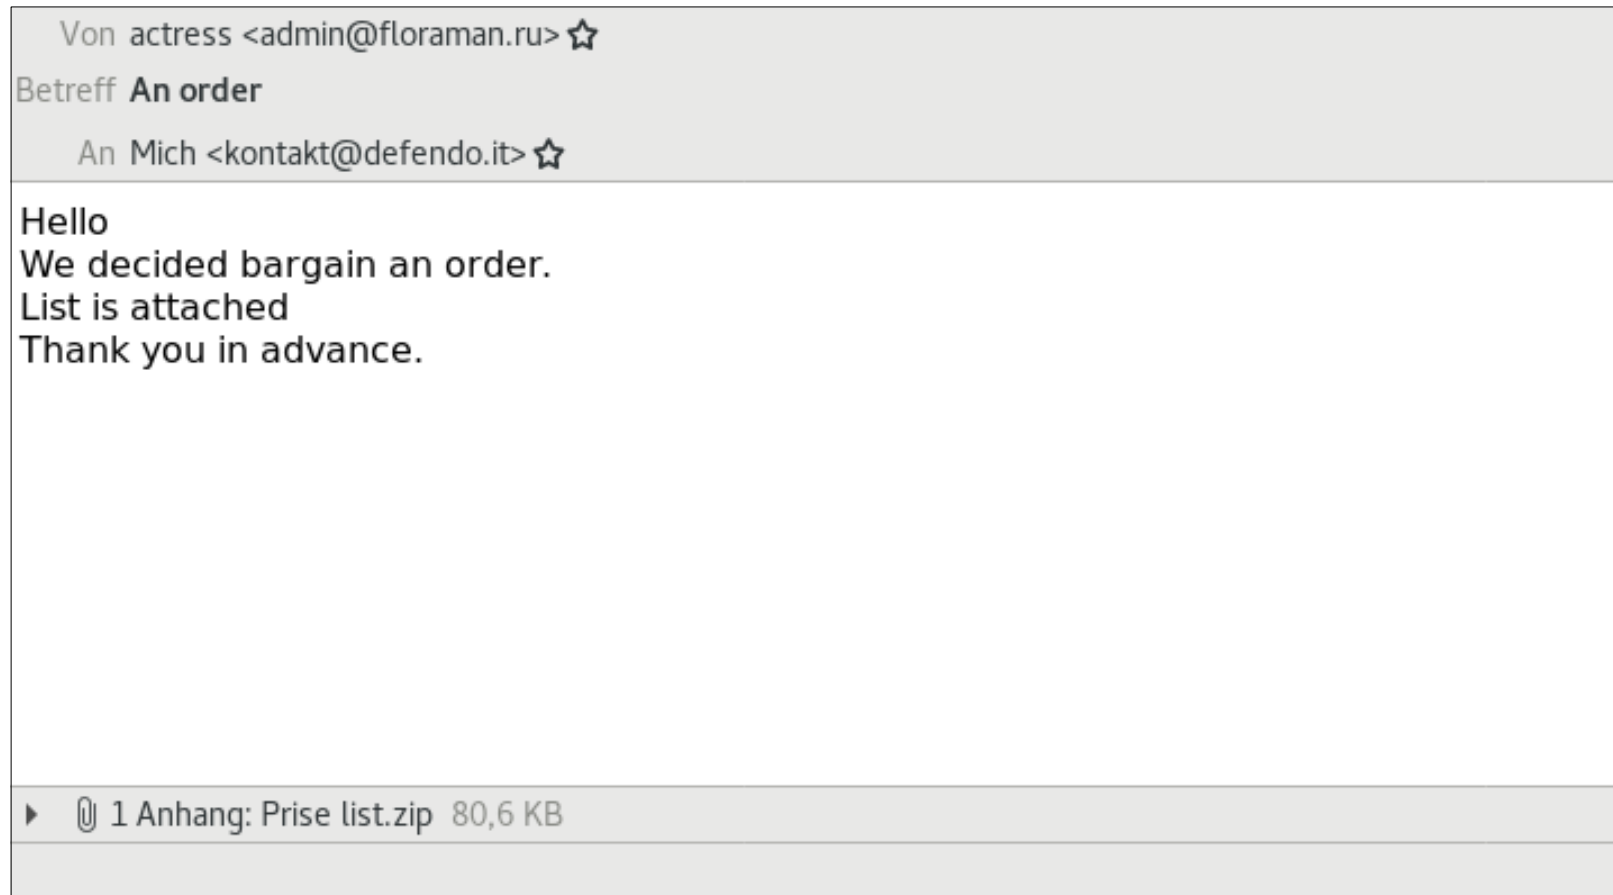 Von actress <admin@floraman.ru>
Betreff An order
An Mich <kontakt@defendo.it>
Hello
We decided bargain an order.
List is attached
Thank you in advance.
1 Anhang: Prise list.zip 80,6 KB